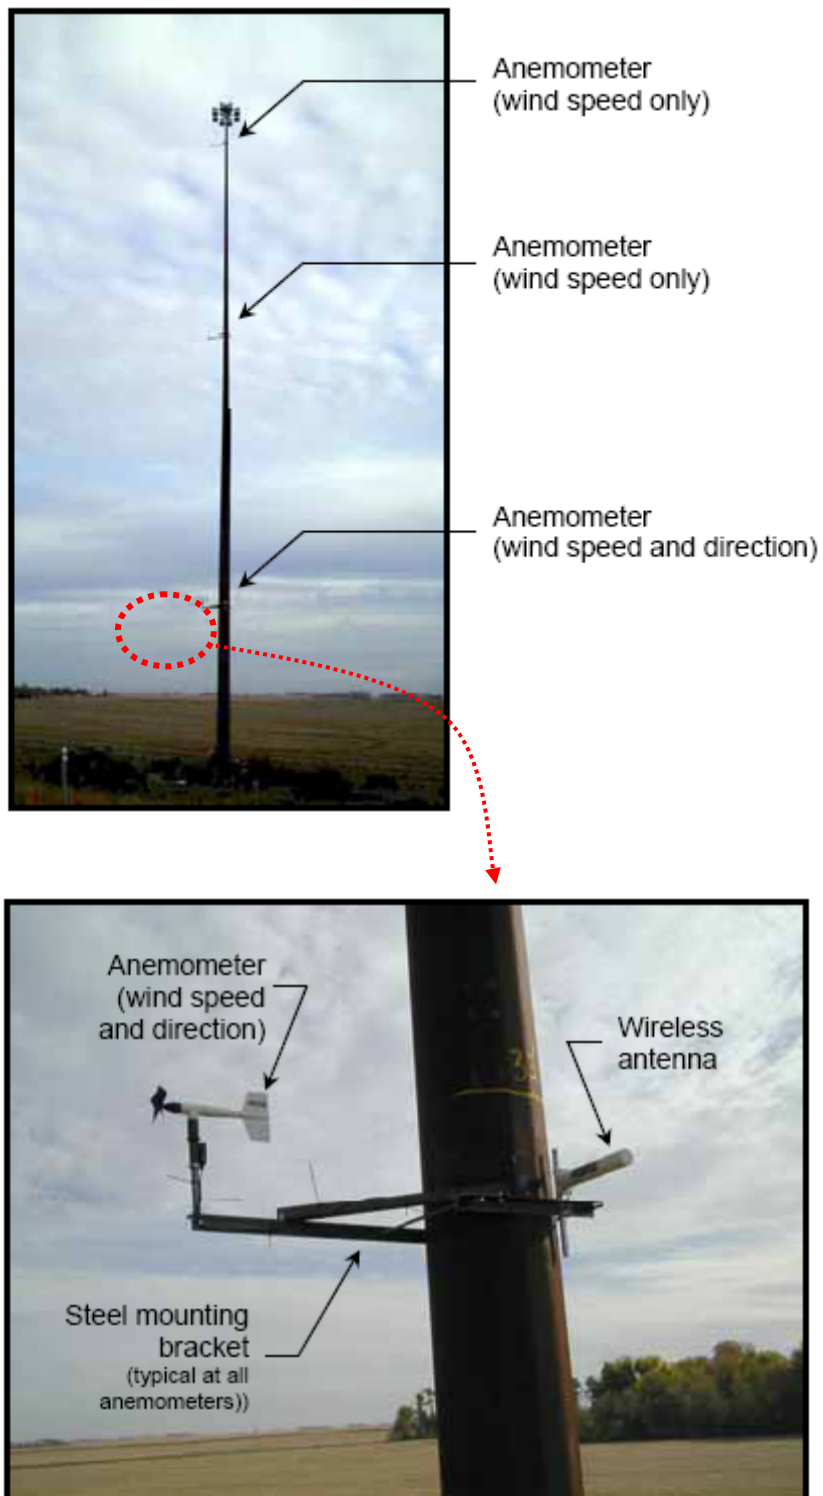 Anemometer
(wind speed only)
Anemometer
(wind speed only)
Anemometer
(wind speed and direction)
Anemometer
(wind speed
and direction)
Wireless
antenna
Steel mounting
bracket
(typical at all
anemometers))